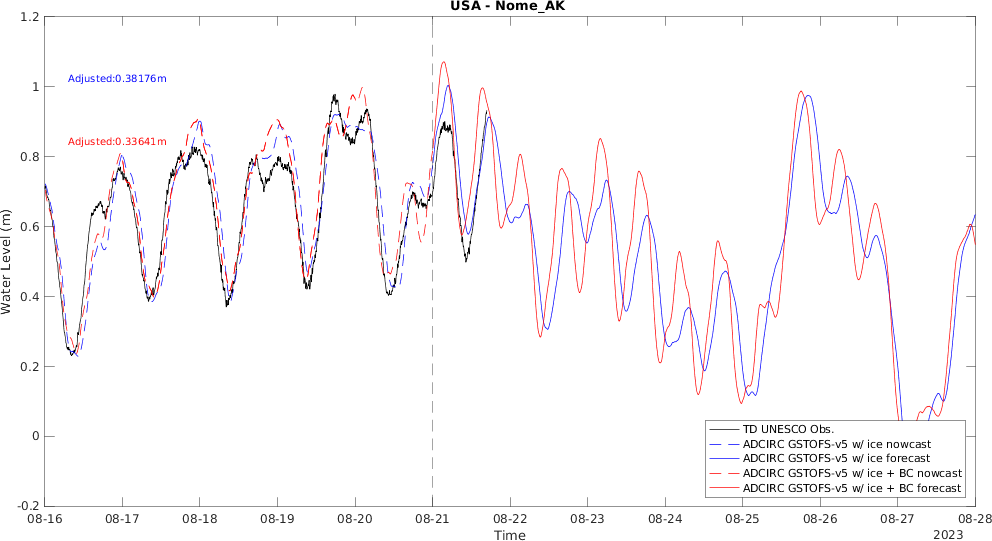 USA - Nome_AK
1.2
1
0.8
0.6
0.4
0.2
0
-0.2
Water Level (m)
Adjusted:0.38176m
Adjusted:0.33641m
TD UNESCO Obs.
ADCIRC GSTOFS-v5 w/ ice nowcast
ADCIRC GSTOFS-v5 w/ ice forecast
ADCIRC GSTOFS-v5 w/ ice + BC nowcast
ADCIRC GSTOFS-v5 w/ ice + BC forecast
08-16 08-17 08-18 08-19 08-20 08-21 08-22 08-23 08-24 08-25 08-26 08-27 08-28
Time
2023